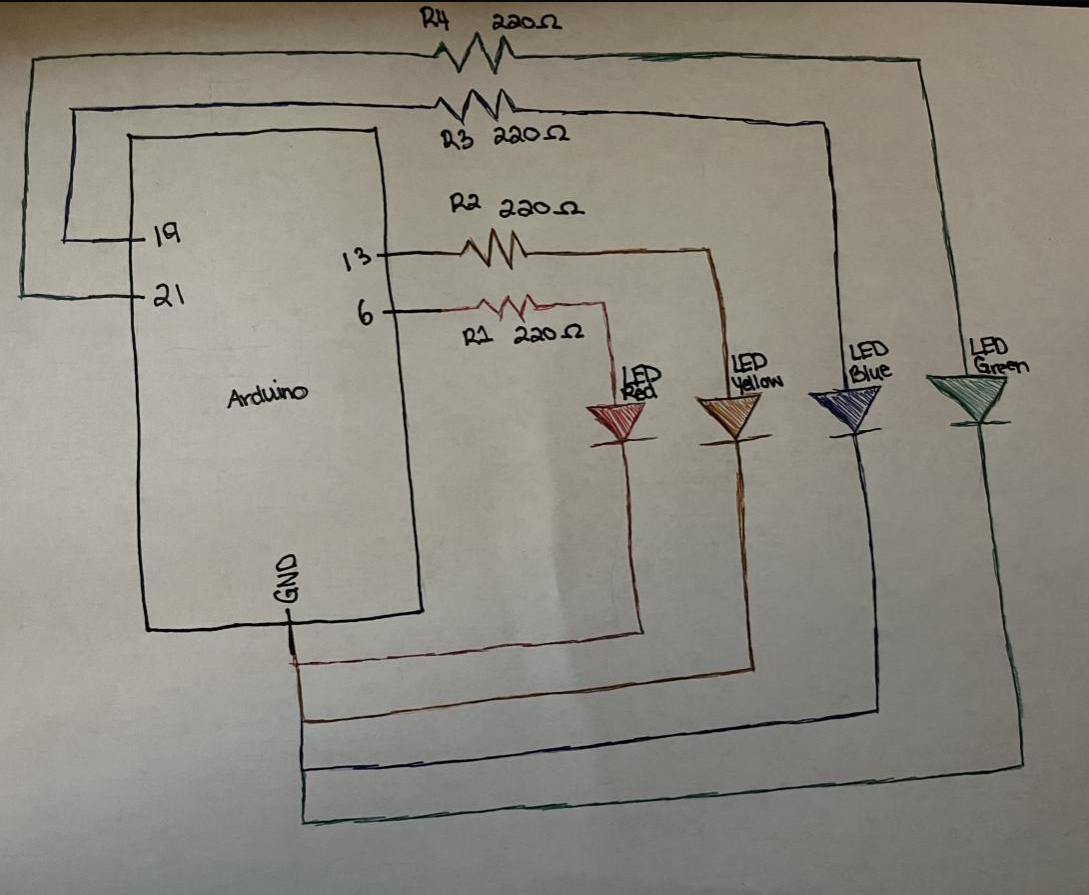 R4 220Ω
R3 220Ω
R2 220Ω
19
13
21
6
R1 220Ω
LED Green
LED Blue
LED Yellow
LED Red
Arduino
GND